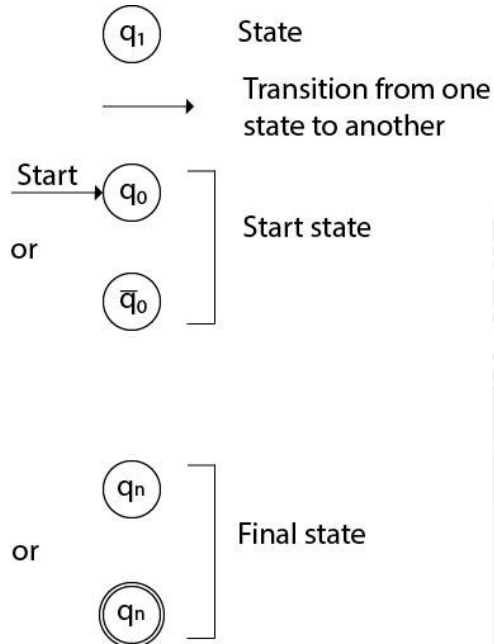 q₁ State
Transition from one
state to another
Start
q₀
Start state
or
q̅₀
qₙ
Final state
or
qₙ